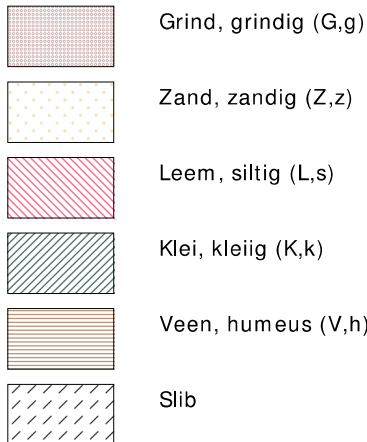 Grind, grindig (G,g)
Zand, zandig (Z,z)
Leem, siltig (L,s)
Klei, kleiig (K,k)
Veen, humeus (V,h)
Slib